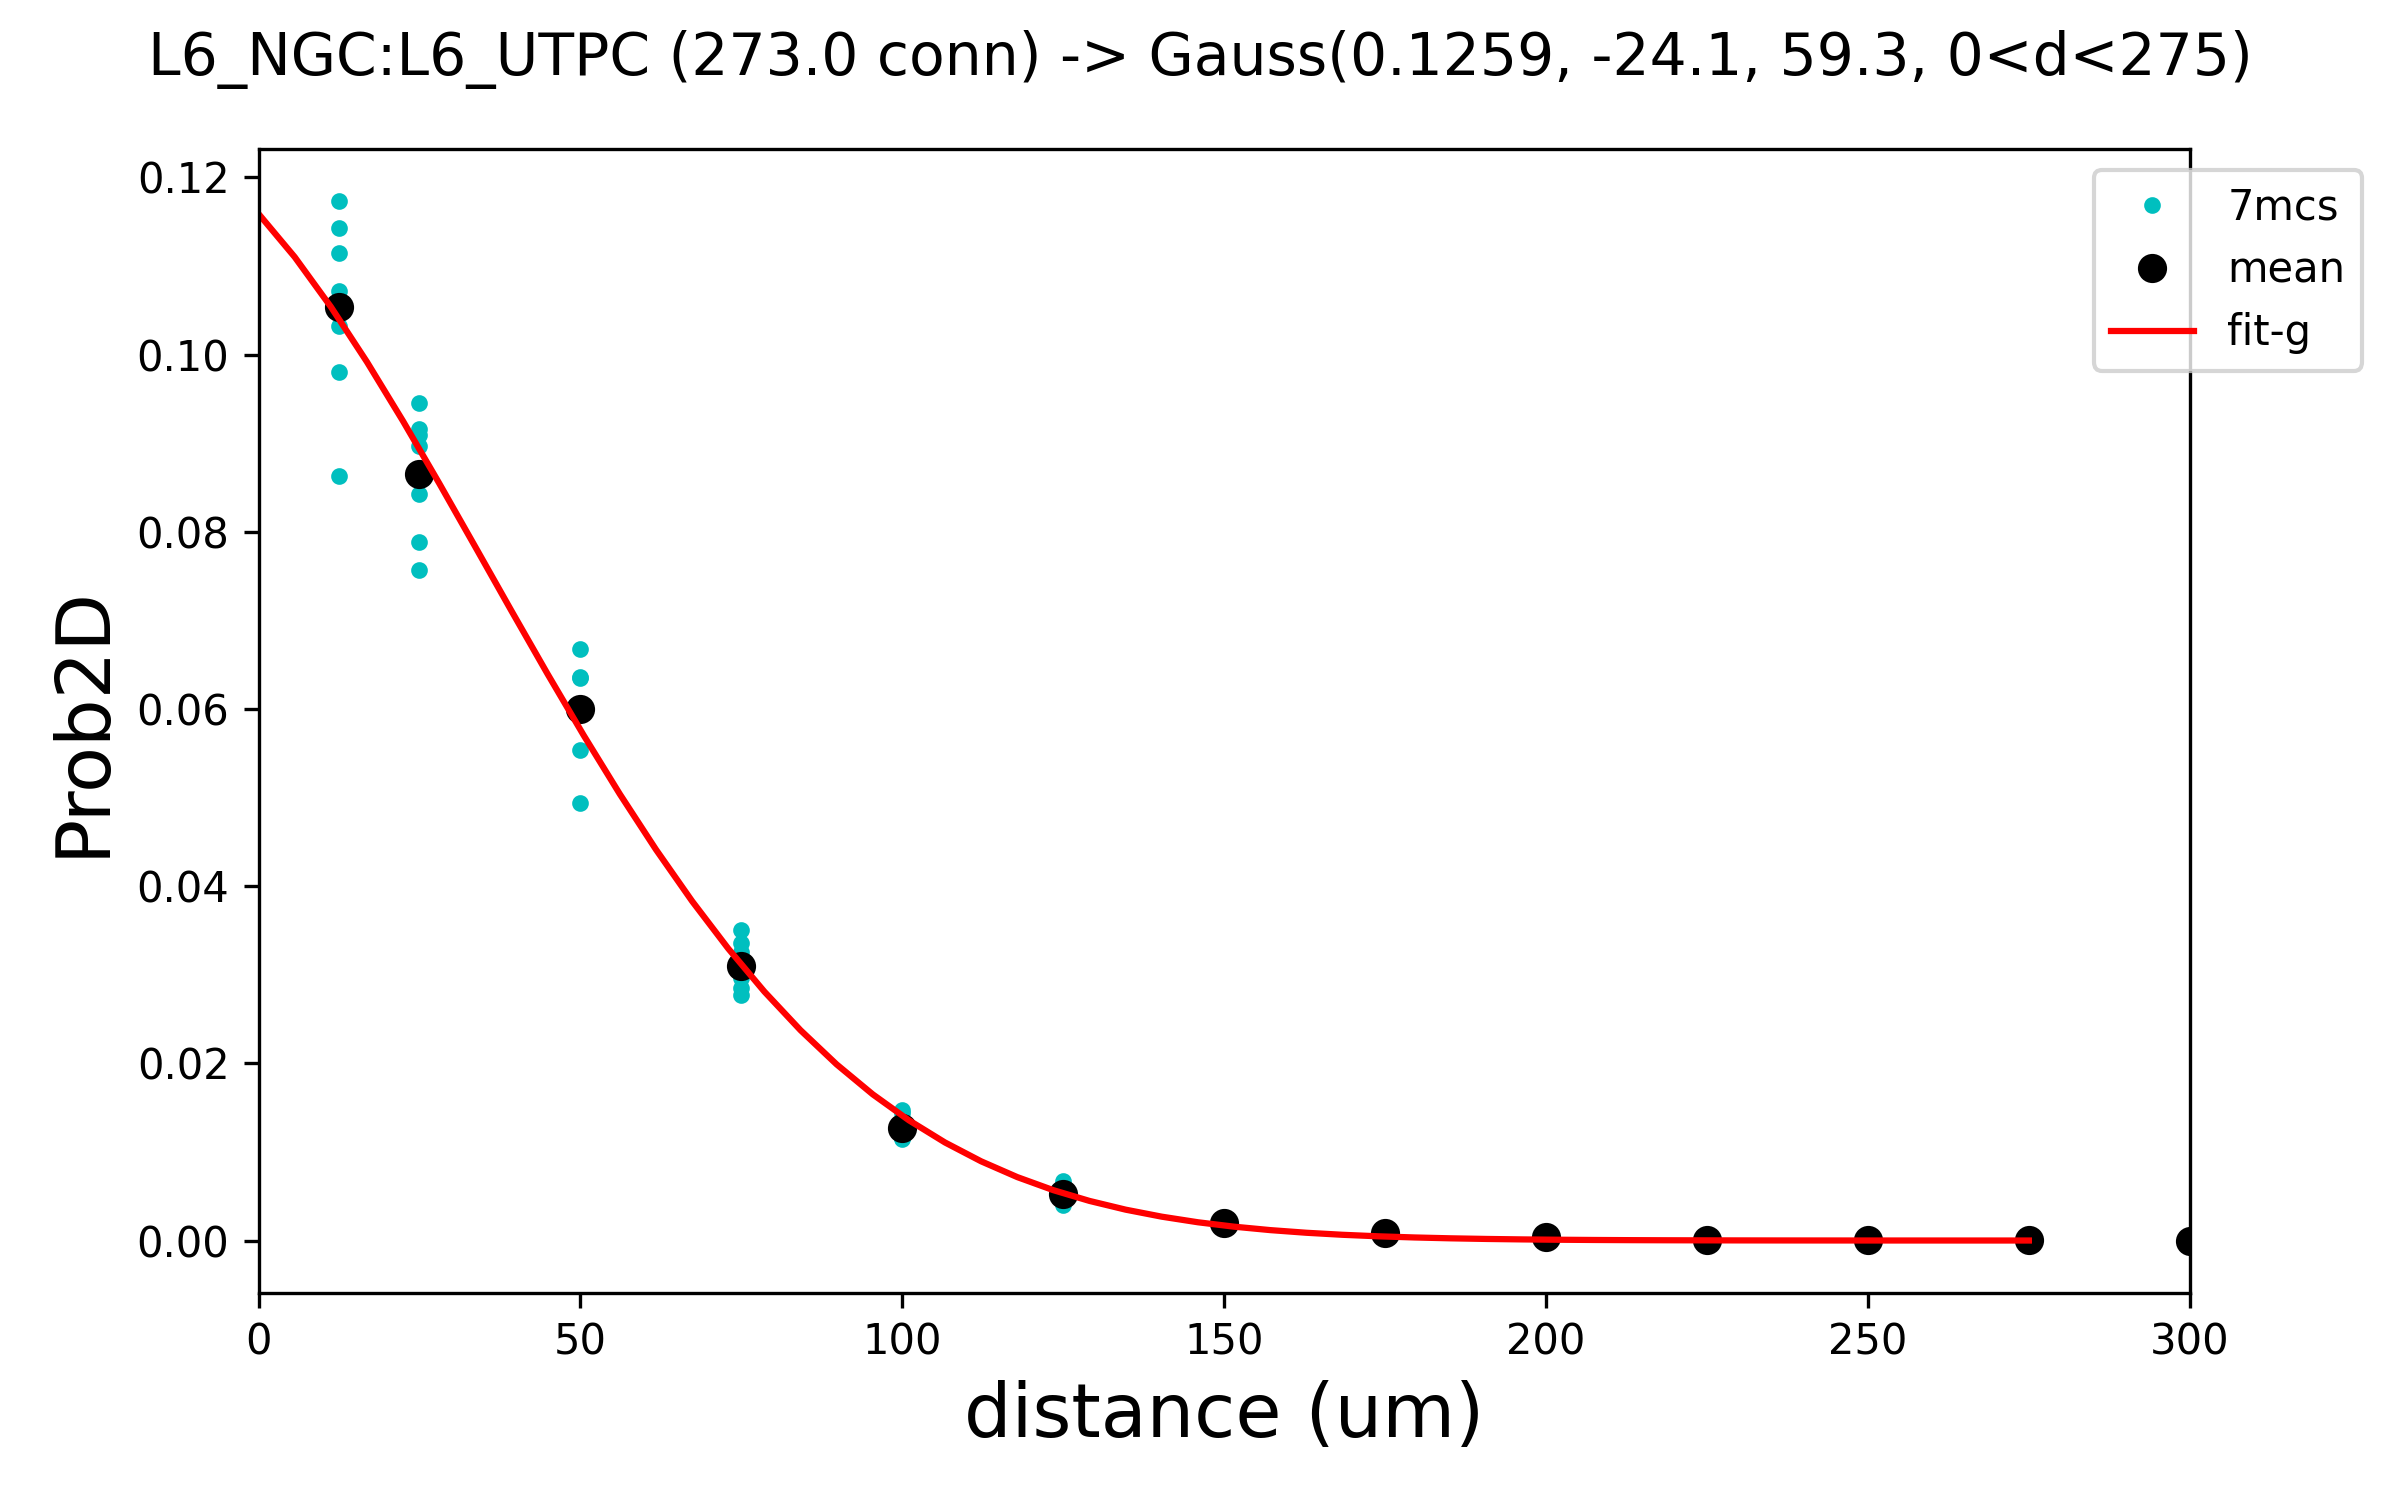 L6_NGC:L6_UTPC (273.0 conn) -> Gauss(0.1259, -24.1, 59.3, 0<d<275)
7mcs
mean
fit-g
Prob2D
0.12
0.10
0.08
0.06
0.04
0.02
0.00
0 50 100 150 200 250 300
distance (um)